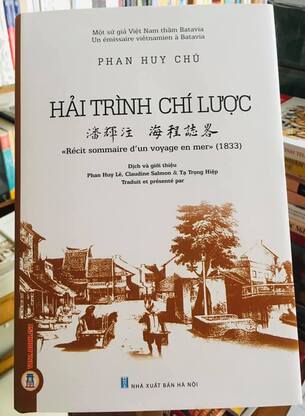 Một sứ giả Việt Nam thăm Batavia
Un émissaire viêtnamien à Batavia
PHAN HUY CHÚ
HẢI TRÌNH CHÍ LƯỢC
潘輝注 海程誌畧
«Récit sommaire d'un voyage en mer» (1833)
Dịch và giới thiệu
Phan Huy Lê, Claudine Salmon & Tạ Trọng Hiệp
Traduit et présenté par
NHÀ XUẤT BẢN HÀ NỘI